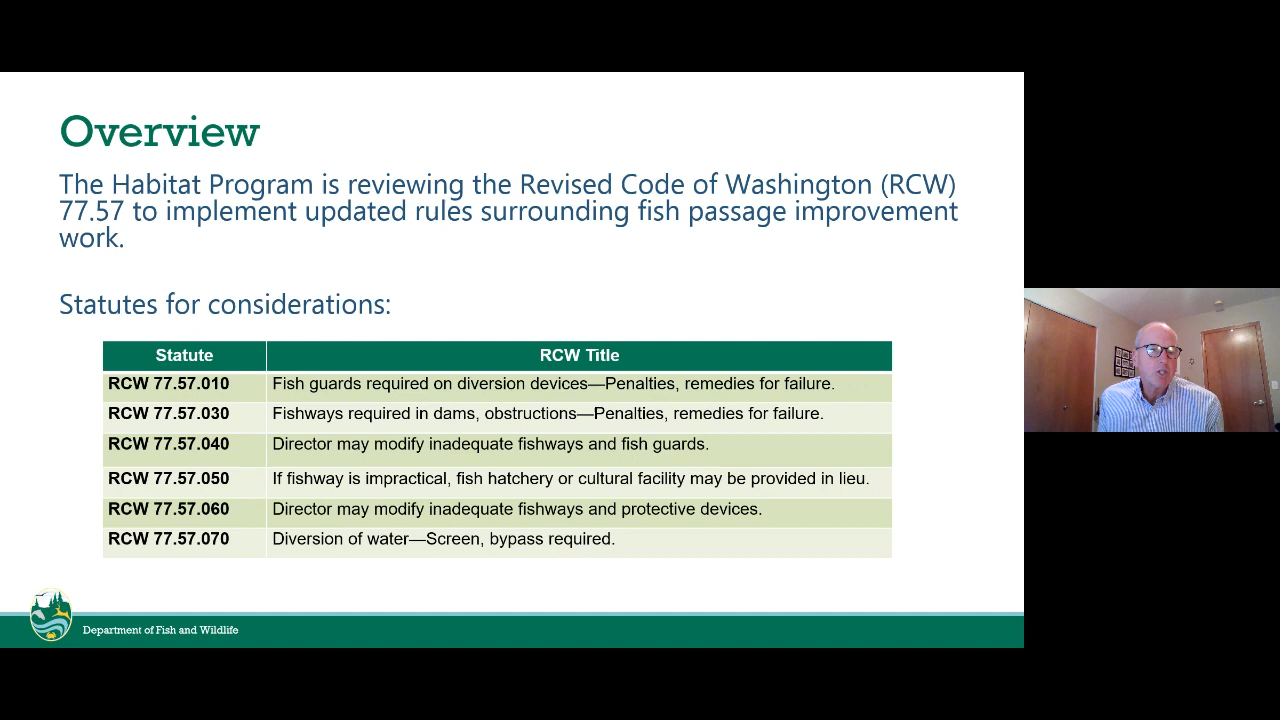 Overview
The Habitat Program is reviewing the Revised Code of Washington (RCW)
77.57 to implement updated rules surrounding fish passage improvement
work.
Statutes for considerations:
Statute RCW Title
RCW 77.57.010 Fish guards required on diversion devices—Penalties, remedies for failure.
RCW 77.57.030 Fishways required in dams, obstructions—Penalties, remedies for failure.
RCW 77.57.040 Director may modify inadequate fishways and fish guards.
RCW 77.57.050 If fishway is impractical, fish hatchery or cultural facility may be provided in lieu.
RCW 77.57.060 Director may modify inadequate fishways and protective devices.
RCW 77.57.070 Diversion of water—Screen, bypass required.
Department of Fish and Wildlife